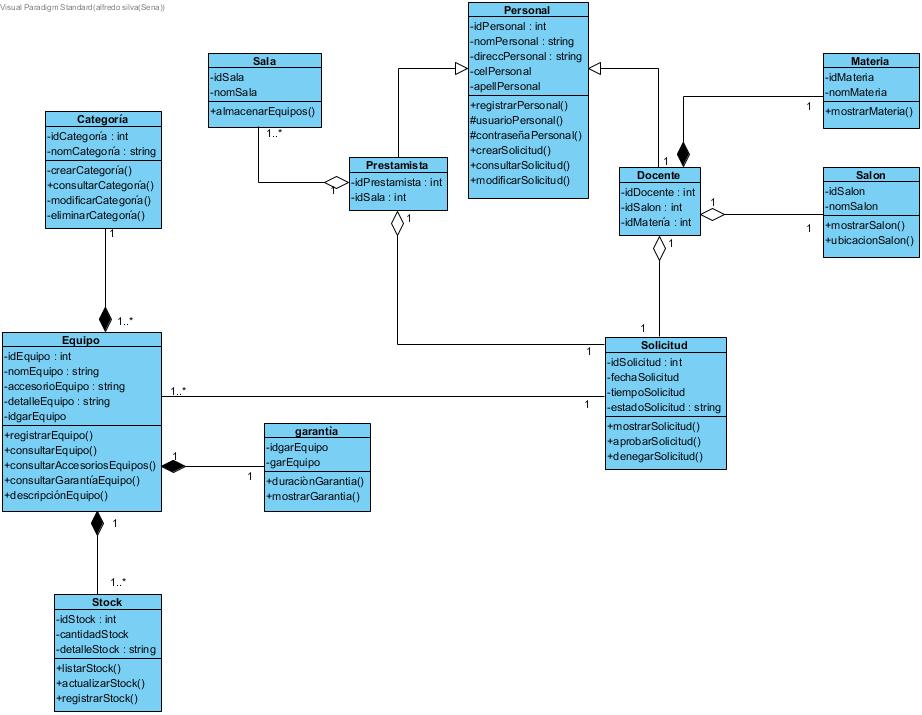 Visual Paradigm Standard(alfredo silva(Sena))
Personal
-idPersonal : int
-nomPersonal : string
-direccPersonal : string
-celPersonal
-apellPersonal
+registrarPersonal()
#usuarioPersonal()
#contraseñaPersonal()
+crearSolicitud()
+consultarSolicitud()
+modificarSolicitud()
Sala
-idSala
-nomSala
+almacenarEquipos()
1..*
Materia
-idMateria
-nomMateria
+mostrarMateria()
1
Categoría
-idCategoría : int
-nomCategoría : string
-crearCategoría()
+consultarCategoría()
-modificarCategoría()
-eliminarCategoría()
1
1..*
Prestamista
-idPrestamista : int
-idSala : int
1
1
Docente
-idDocente : int
-idSalon : int
-idMatería : int
1
1
1
1
Salon
-idSalon
-nomSalon
+mostrarSalon()
+ubicacionSalon()
1
1
Equipo
-idEquipo : int
-nomEquipo : string
-accesorioEquipo : string
-detalleEquipo : string
-idgarEquipo
+registrarEquipo()
+consultarEquipo()
+consultarAccesoriosEquipos()
+consultarGarantíaEquipo()
+descripciónEquipo()
1..*
1
Solicitud
-idSolicitud : int
-fechaSolicitud
-tiempoSolicitud
-estadoSolicitud : string
+mostrarSolicitud()
+aprobarSolicitud()
+denegarSolicitud()
garantía
-idgarEquipo
-garEquipo
+duraciònGarantia()
+mostrarGarantia()
1
1
1
1..*
Stock
-idStock : int
-cantidadStock
-detalleStock : string
+listarStock()
+actualizarStock()
+registrarStock()